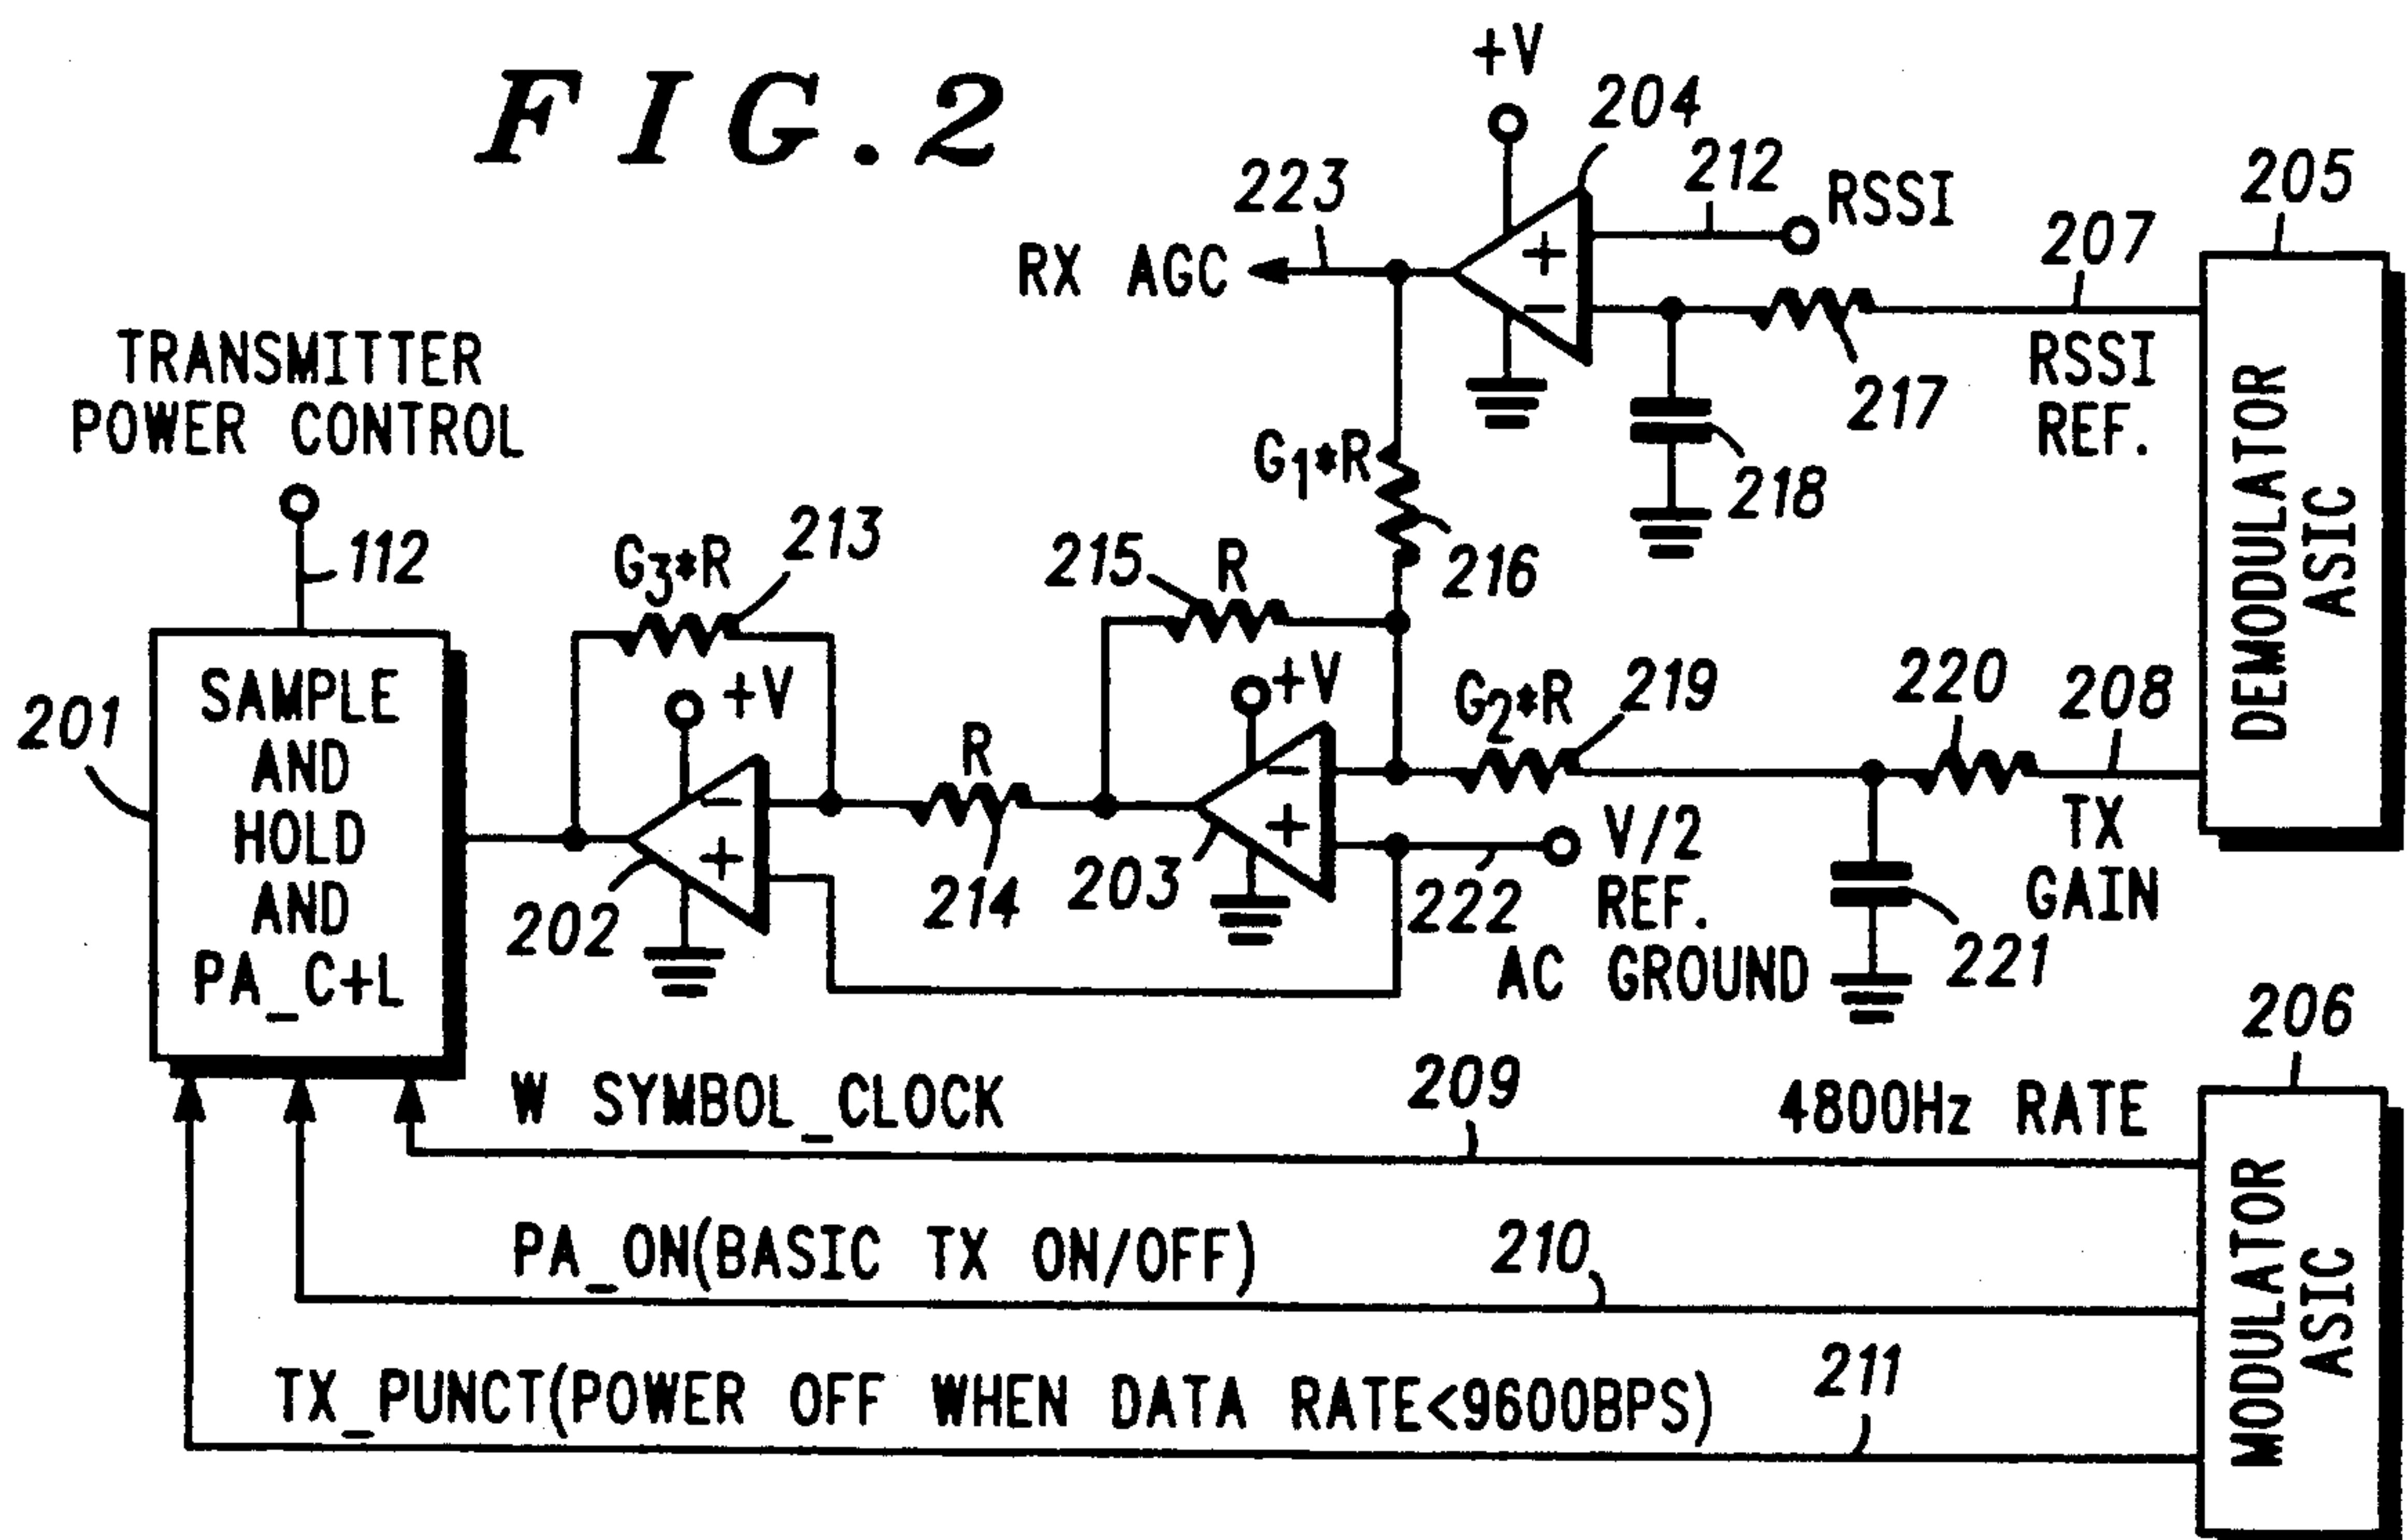 FIG.2
+V
204
212
RSSI
223
RX AGC
+
−
207
205
RSSI
REF.
217
218
DEMODULATOR
ASIC
TRANSMITTER
POWER CONTROL
112
G1*R
216
G3*R
213
215
R
201
SAMPLE
AND
HOLD
AND
PA_C+L
+V
−
+
202
R
214
+V
−
+
203
G2*R
219
220
208
TX
GAIN
221
V/2
REF.
AC GROUND
222
206
W SYMBOL_CLOCK
209
4800Hz RATE
PA_ON(BASIC TX ON/OFF)
210
TX_PUNCT(POWER OFF WHEN DATA RATE<9600BPS)
211
MODULATOR
ASIC